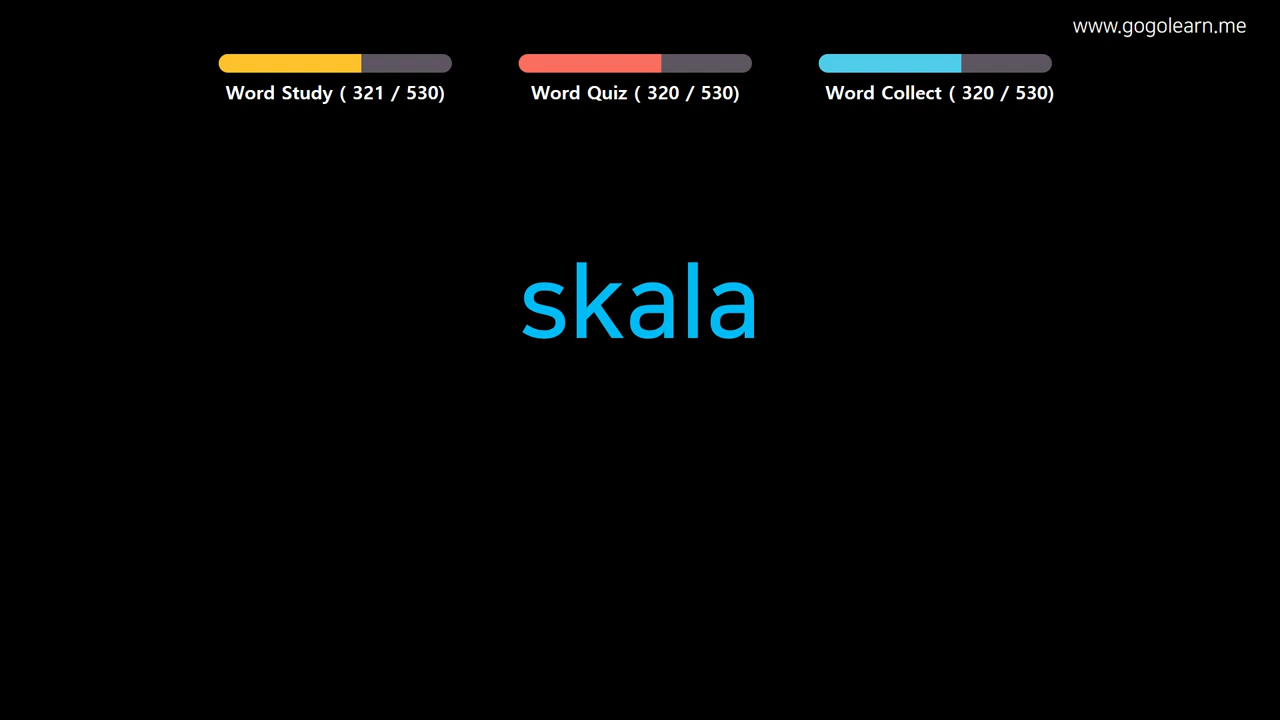 www.gogolearn.me
Word Study ( 321 / 530)
Word Quiz ( 320 / 530)
Word Collect ( 320 / 530)
skala